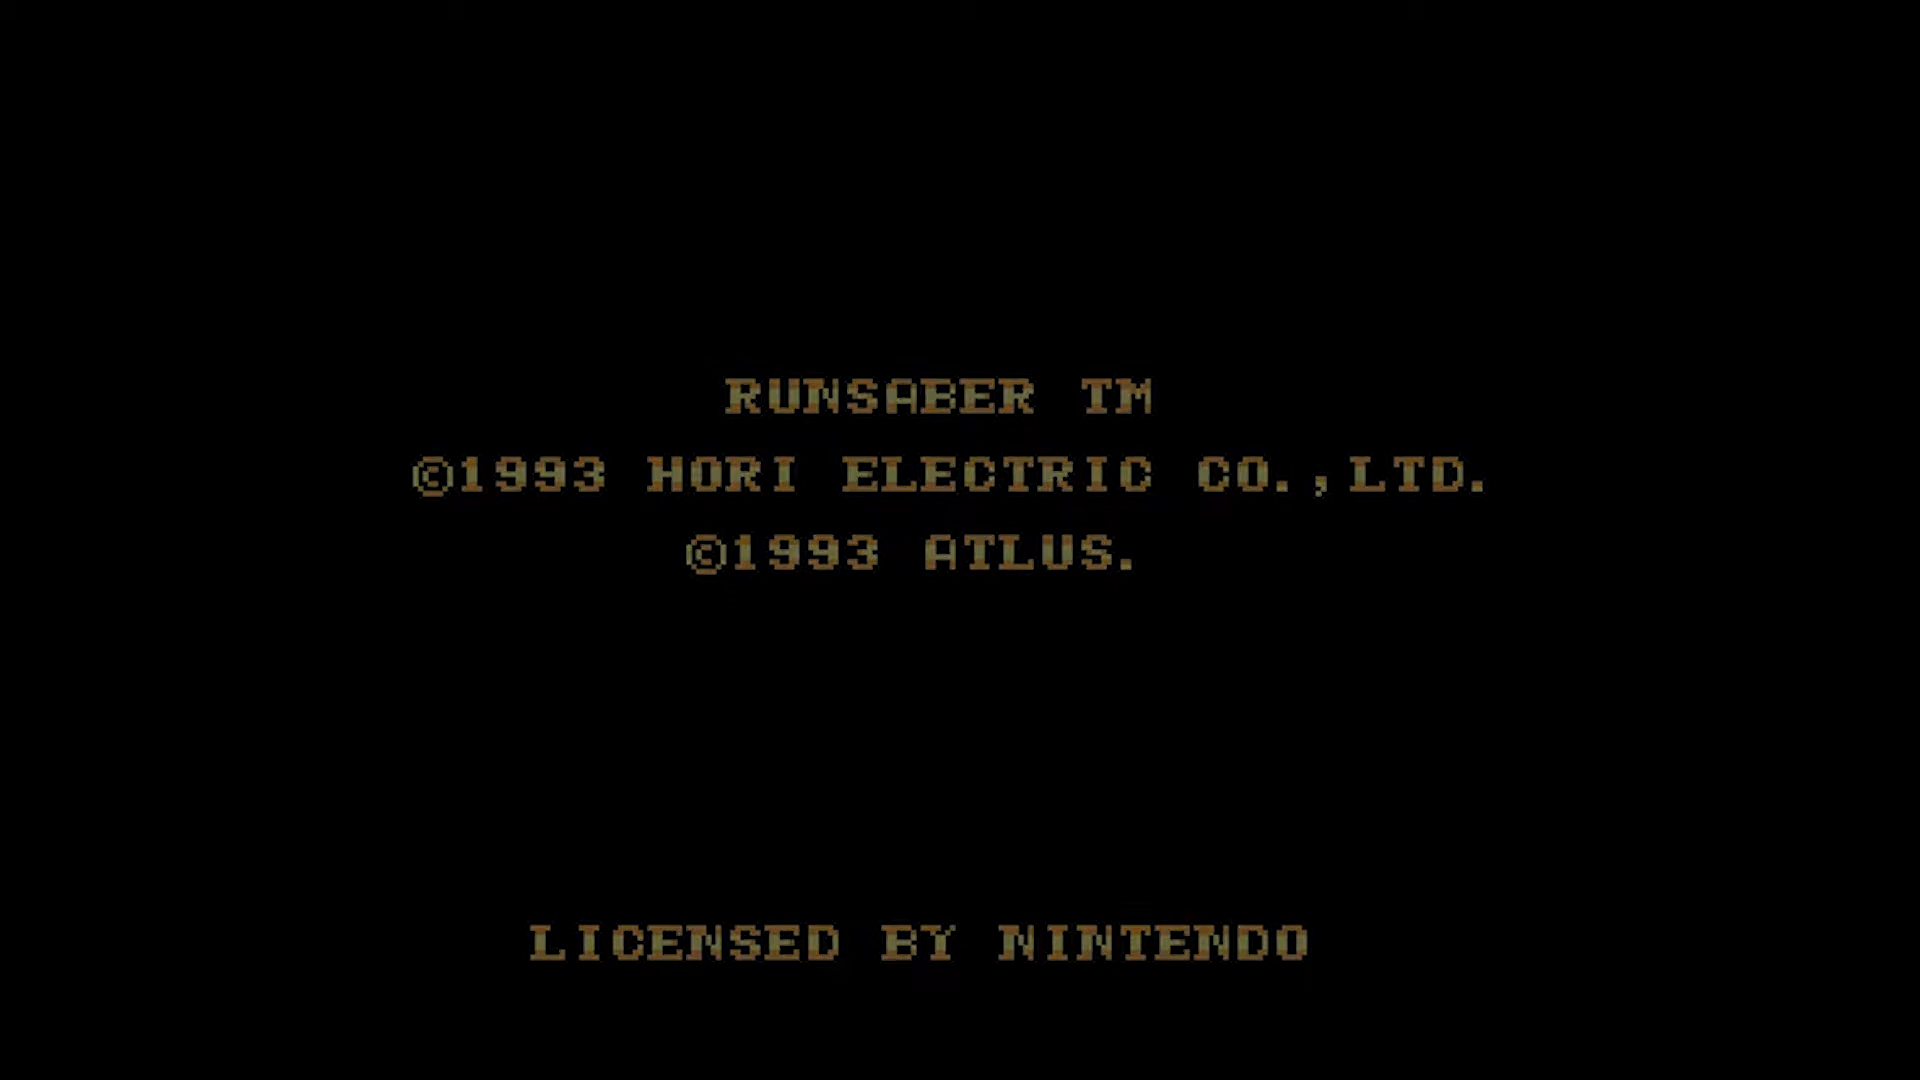 RUNSABER TM
©1993 HORI ELECTRIC CO.,LTD.
©1993 ATLUS.
LICENSED BY NINTENDO